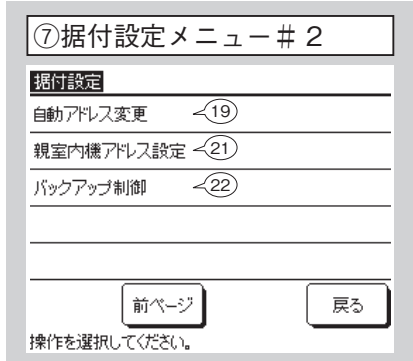 ⑦据付設定メニュー＃２
据付設定
自動アドレス変更 19
親室内機アドレス設定 21
バックアップ制御 22
前ページ 戻る
操作を選択してください。